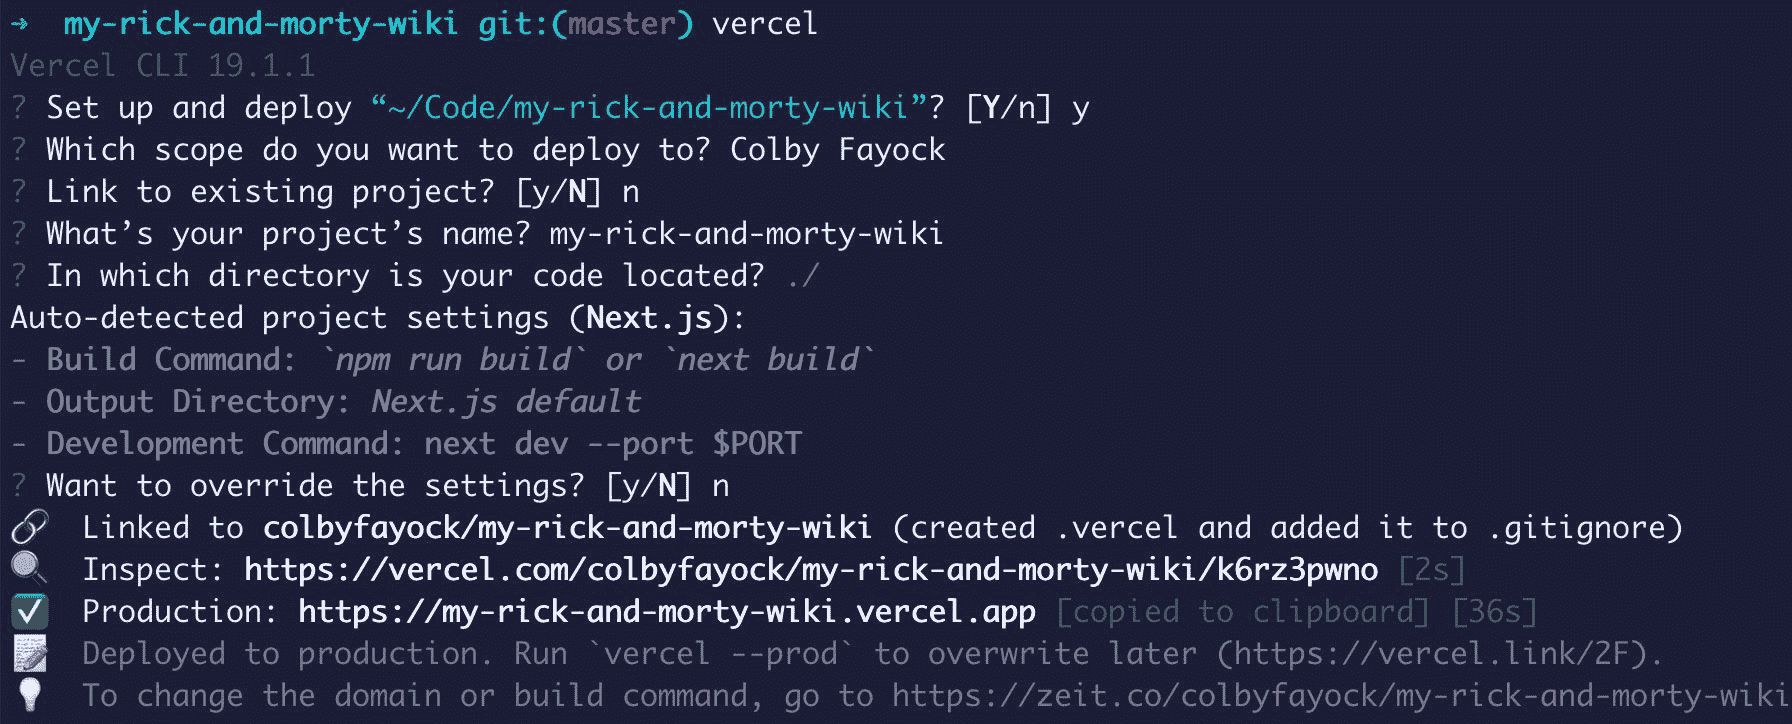 → my-rick-and-morty-wiki git:(master) vercel
Vercel CLI 19.1.1
? Set up and deploy “~/Code/my-rick-and-morty-wiki”? [Y/n] y
? Which scope do you want to deploy to? Colby Fayock
? Link to existing project? [y/N] n
? What’s your project’s name? my-rick-and-morty-wiki
? In which directory is your code located? ./
Auto-detected project settings (Next.js):
- Build Command: `npm run build` or `next build`
- Output Directory: Next.js default
- Development Command: next dev --port $PORT
? Want to override the settings? [y/N] n
🔗 Linked to colbyfayock/my-rick-and-morty-wiki (created .vercel and added it to .gitignore)
🔍 Inspect: https://vercel.com/colbyfayock/my-rick-and-morty-wiki/k6rz3pwno [2s]
✅ Production: https://my-rick-and-morty-wiki.vercel.app [copied to clipboard] [36s]
📝 Deployed to production. Run `vercel --prod` to overwrite later (https://vercel.link/2F).
💡 To change the domain or build command, go to https://zeit.co/colbyfayock/my-rick-and-morty-wiki